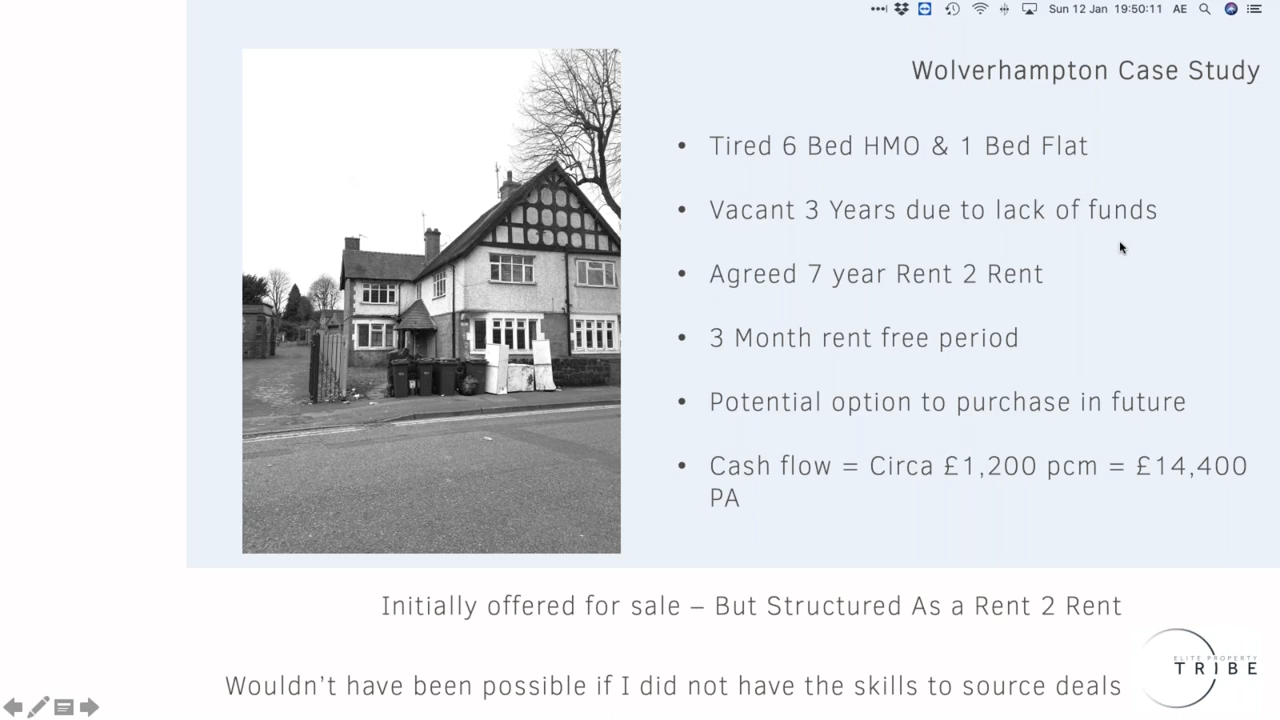 Sun 12 Jan 19:50:11 AE
Wolverhampton Case Study
• Tired 6 Bed HMO & 1 Bed Flat
• Vacant 3 Years due to lack of funds
• Agreed 7 year Rent 2 Rent
• 3 Month rent free period
• Potential option to purchase in future
• Cash flow = Circa £1,200 pcm = £14,400
PA
Initially offered for sale – But Structured As a Rent 2 Rent
ELITE PROPERTY
TRIBE
Wouldn't have been possible if I did not have the skills to source deals